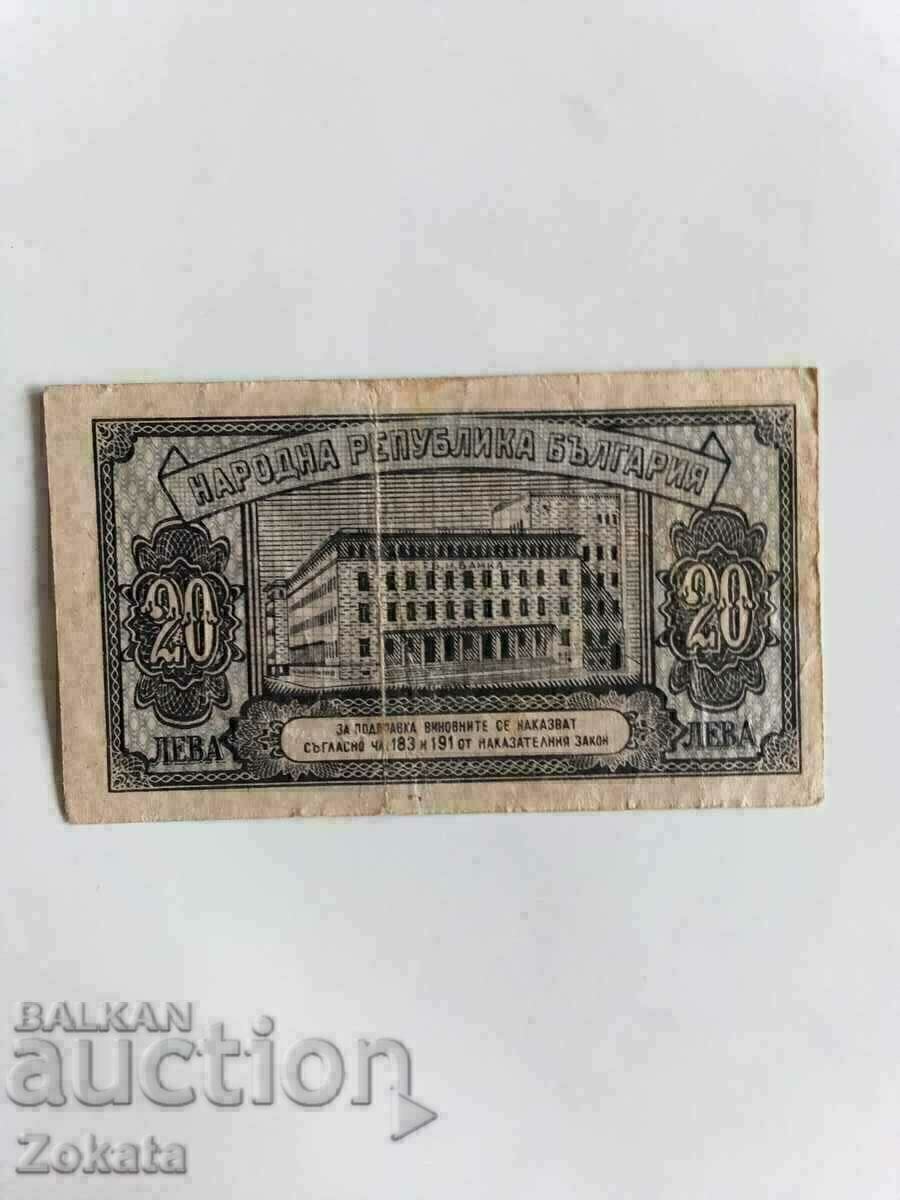 НАРОДНА РЕПУБЛИКА БЪЛГАРИЯ
Б.Н.БАНКА
20
20
ЛЕВА
ЛЕВА
ЗА ПОДПРАВКА ВИНОВНИТЕ СЕ НАКАЗВАТ
СЪГЛАСНО ЧЛ.183 И 191 ОТ НАКАЗАТЕЛНИЯ ЗАКОН
BALKAN
auction
Zokata